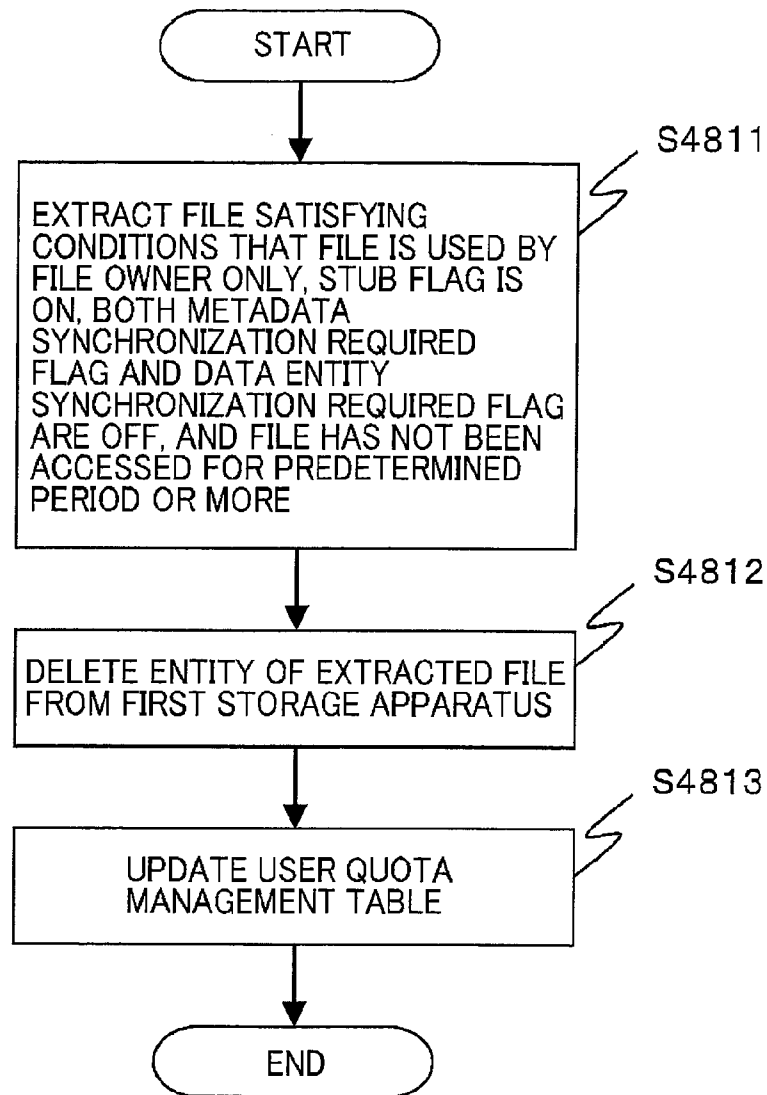 START
S4811
EXTRACT FILE SATISFYING
CONDITIONS THAT FILE IS USED BY
FILE OWNER ONLY, STUB FLAG IS
ON, BOTH METADATA
SYNCHRONIZATION REQUIRED
FLAG AND DATA ENTITY
SYNCHRONIZATION REQUIRED FLAG
ARE OFF, AND FILE HAS NOT BEEN
ACCESSED FOR PREDETERMINED
PERIOD OR MORE
S4812
DELETE ENTITY OF EXTRACTED FILE
FROM FIRST STORAGE APPARATUS
S4813
UPDATE USER QUOTA
MANAGEMENT TABLE
END